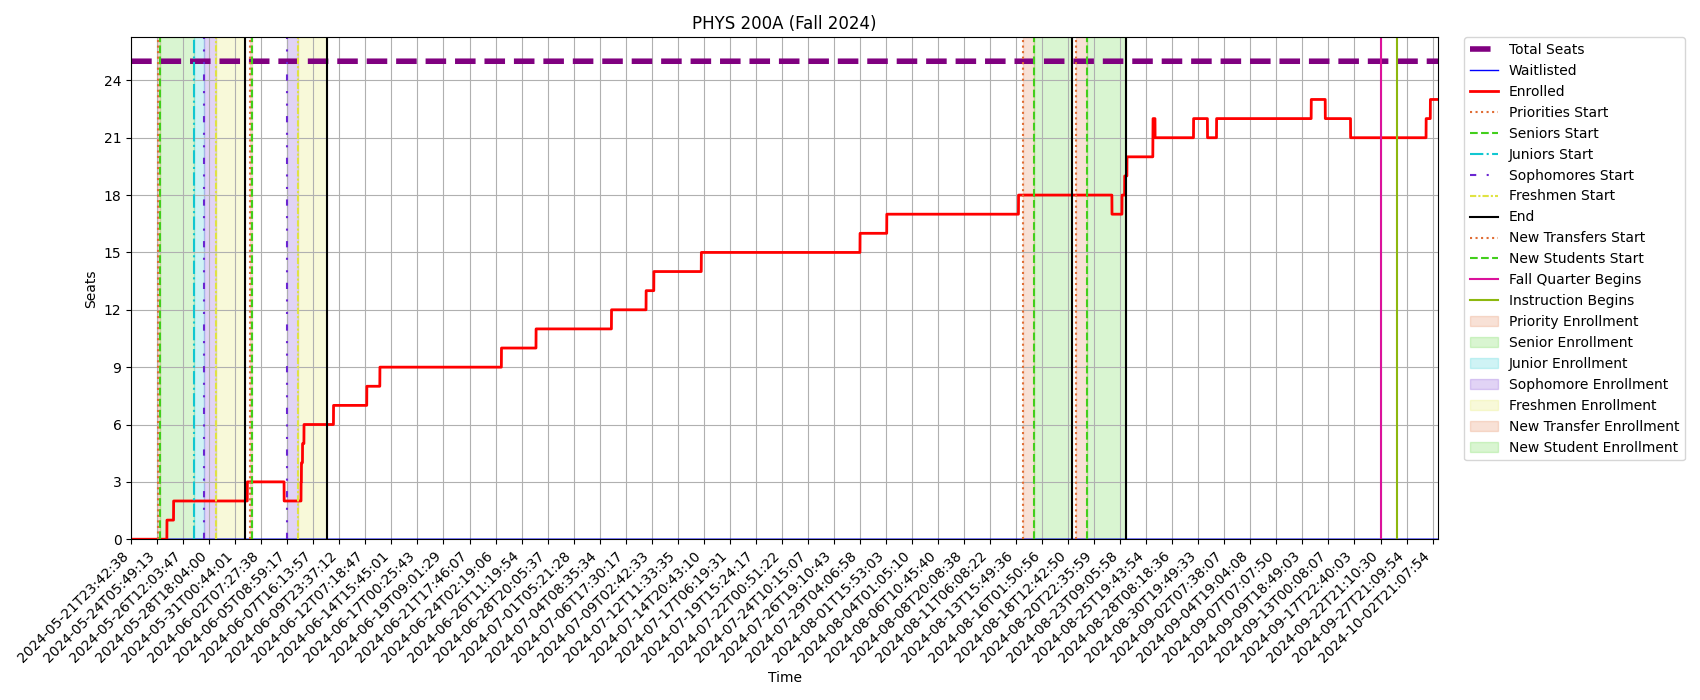 PHYS 200A (Fall 2024)
Seats
24
21
18
15
12
9
6
3
0
2024-05-21T23:42:38
2024-05-24T05:49:13
2024-05-26T12:03:47
2024-05-28T18:04:00
2024-05-31T00:44:01
2024-06-02T07:27:38
2024-06-05T08:59:17
2024-06-07T16:13:57
2024-06-09T23:37:12
2024-06-12T07:18:47
2024-06-14T15:45:01
2024-06-17T00:25:43
2024-06-19T09:01:29
2024-06-21T17:46:07
2024-06-24T02:19:06
2024-06-26T11:19:54
2024-06-28T20:05:37
2024-07-01T05:21:28
2024-07-04T08:35:34
2024-07-06T17:30:17
2024-07-09T02:42:33
2024-07-12T11:33:35
2024-07-14T20:43:10
2024-07-17T06:19:31
2024-07-19T15:24:17
2024-07-22T00:51:22
2024-07-24T10:15:07
2024-07-26T19:10:43
2024-07-29T04:06:58
2024-08-01T15:53:03
2024-08-04T01:05:10
2024-08-06T10:45:40
2024-08-08T20:08:38
2024-08-11T06:08:22
2024-08-13T15:49:36
2024-08-16T01:50:56
2024-08-18T12:42:50
2024-08-20T22:35:59
2024-08-23T09:05:58
2024-08-25T19:43:54
2024-08-28T08:18:36
2024-08-30T19:49:33
2024-09-02T07:38:07
2024-09-04T19:04:08
2024-09-07T07:07:50
2024-09-09T18:49:03
2024-09-13T00:08:07
2024-09-17T22:40:03
2024-09-22T21:10:30
2024-09-27T21:09:54
2024-10-02T21:07:54
Time
Total Seats
Waitlisted
Enrolled
Priorities Start
Seniors Start
Juniors Start
Sophomores Start
Freshmen Start
End
New Transfers Start
New Students Start
Fall Quarter Begins
Instruction Begins
Priority Enrollment
Senior Enrollment
Junior Enrollment
Sophomore Enrollment
Freshmen Enrollment
New Transfer Enrollment
New Student Enrollment